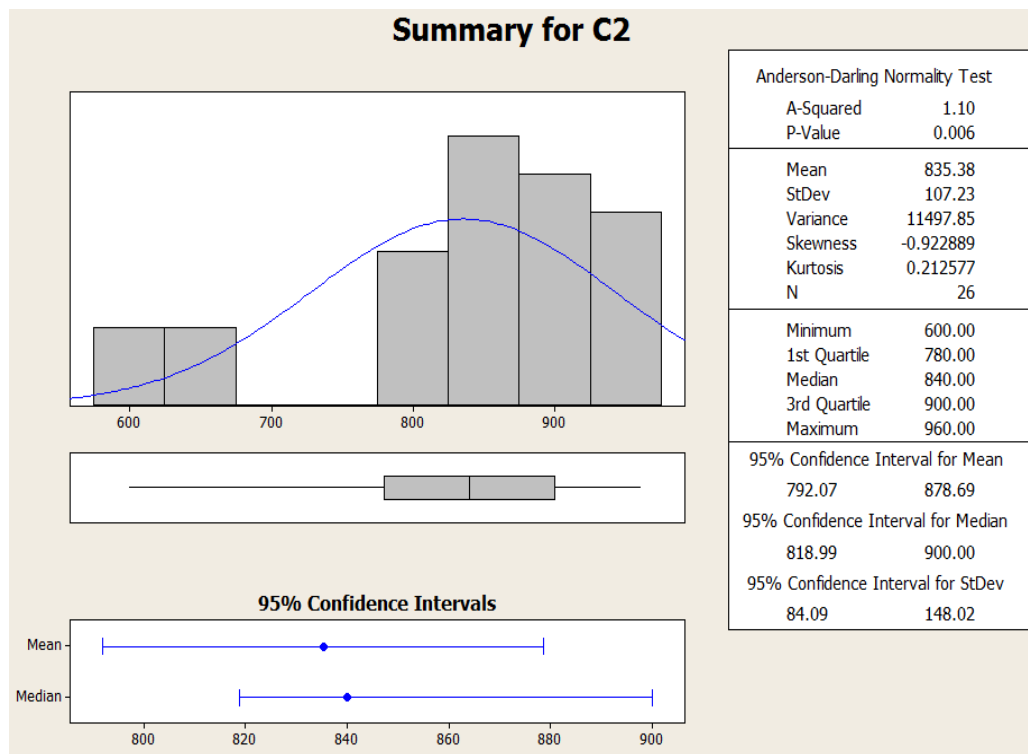 Summary for C2
600 700 800 900
95% Confidence Intervals
Mean
Median
800 820 840 860 880 900
Anderson-Darling Normality Test
A-Squared 1.10
P-Value 0.006
Mean 835.38
StDev 107.23
Variance 11497.85
Skewness -0.922889
Kurtosis 0.212577
N 26
Minimum 600.00
1st Quartile 780.00
Median 840.00
3rd Quartile 900.00
Maximum 960.00
95% Confidence Interval for Mean
792.07 878.69
95% Confidence Interval for Median
818.99 900.00
95% Confidence Interval for StDev
84.09 148.02